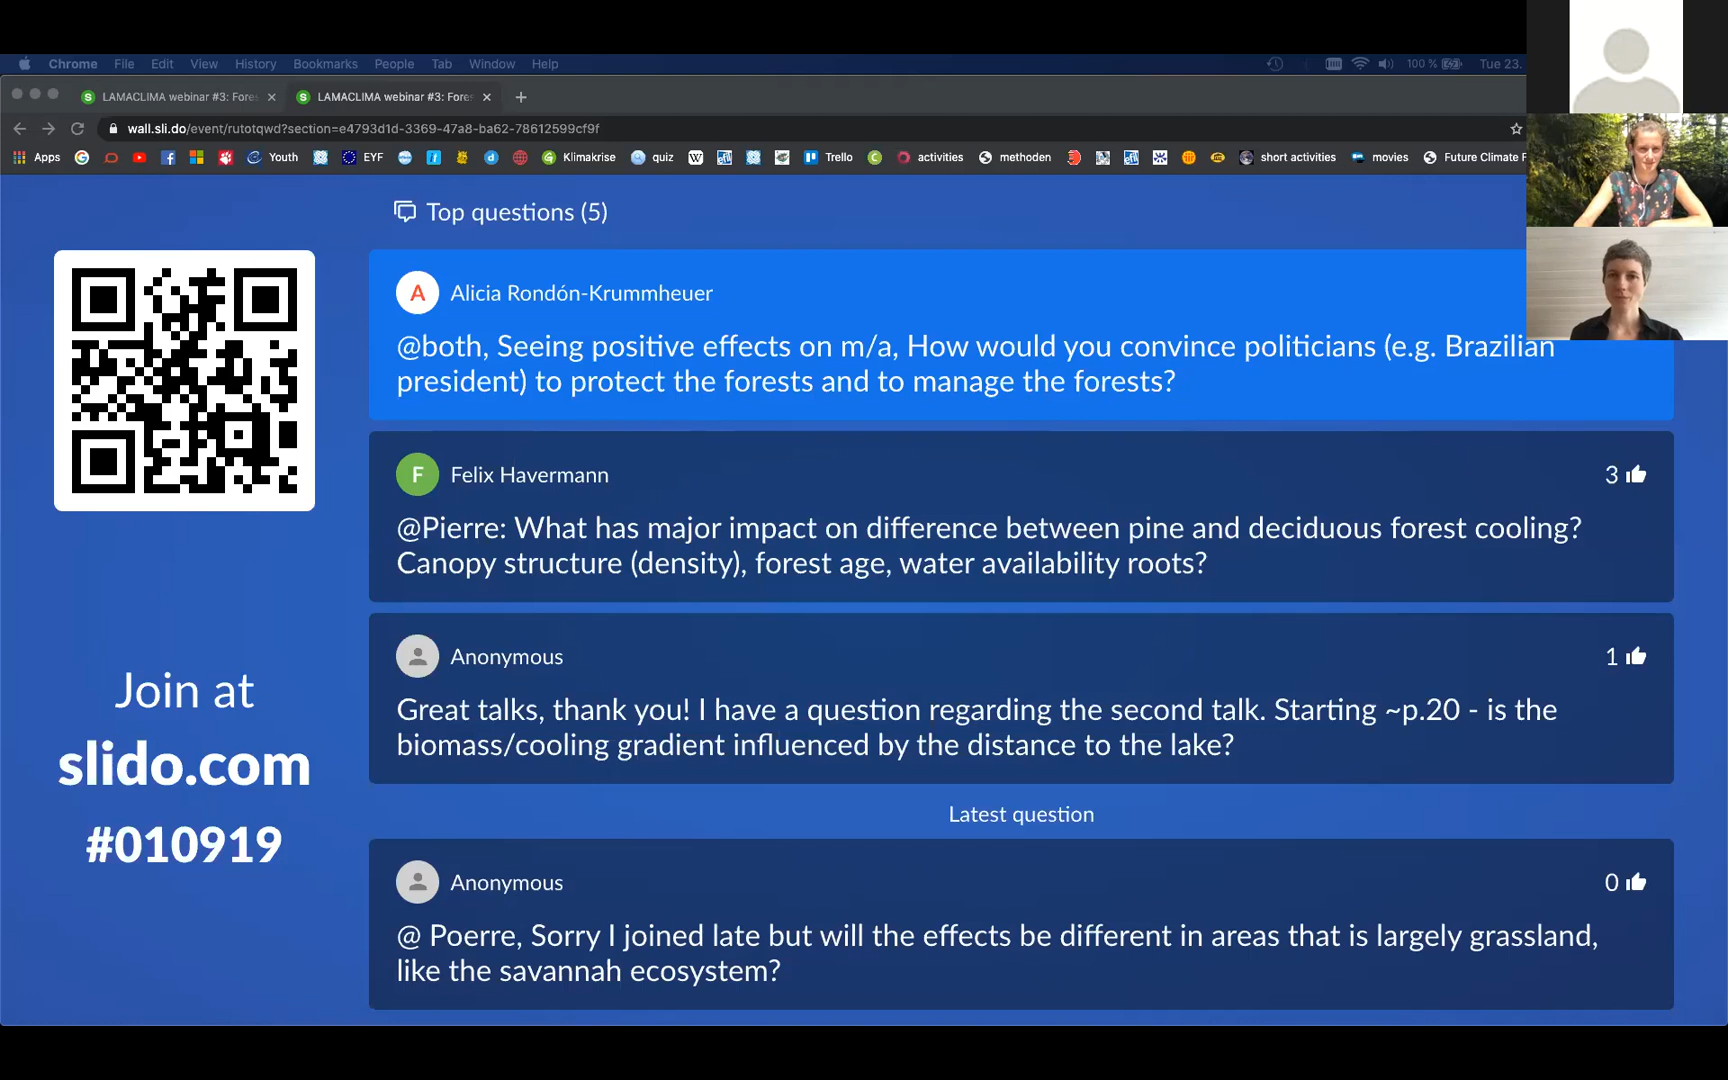 Chrome File Edit View History Bookmarks People Tab Window Help 100 % Tue 23.
LAMACLIMA webinar #3: Fores LAMACLIMA webinar #3: Fores
wall.sli.do/event/rutotqwd?section=e4793d1d-3369-47a8-ba62-78612599cf9f
Apps Youth EYF Klimakrise quiz Trello activities methoden short activities movies Future Climate F
Top questions (5)
A Alicia Rondón-Krummheuer
@both, Seeing positive effects on m/a, How would you convince politicians (e.g. Brazilian
president) to protect the forests and to manage the forests?
F Felix Havermann 3
@Pierre: What has major impact on difference between pine and deciduous forest cooling?
Canopy structure (density), forest age, water availability roots?
Anonymous 1
Great talks, thank you! I have a question regarding the second talk. Starting ~p.20 - is the
biomass/cooling gradient influenced by the distance to the lake?
Latest question
Anonymous 0
@ Poerre, Sorry I joined late but will the effects be different in areas that is largely grassland,
like the savannah ecosystem?
Join at
slido.com
#010919